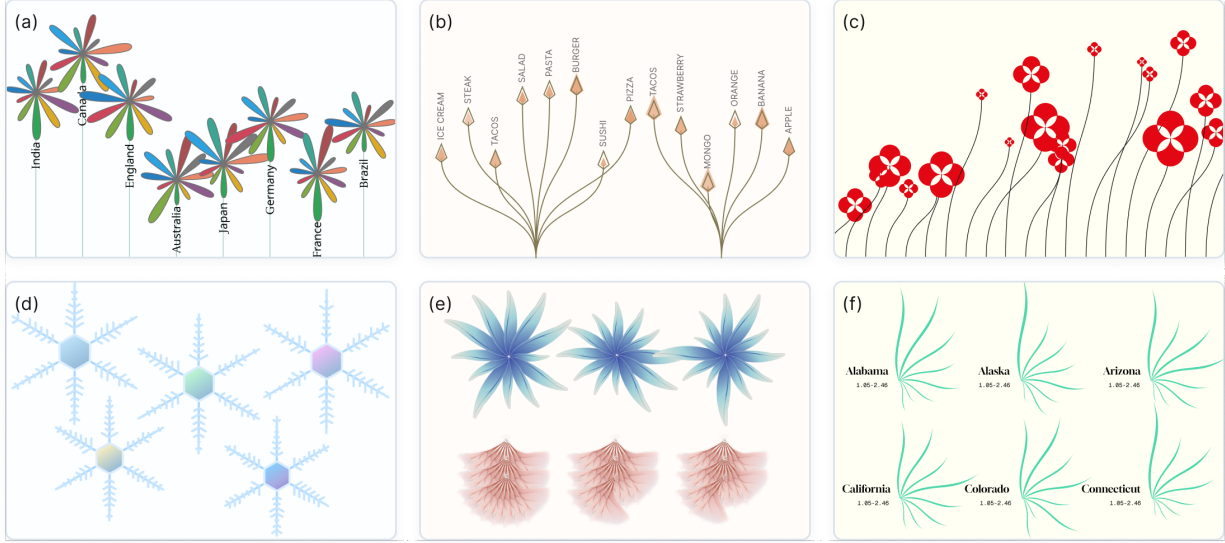 (a)
India
Canada
England
Australia
Japan
Germany
France
Brazil
(b)
ICE CREAM
STEAK
TACOS
SALAD
PASTA
BURGER
SUSHI
PIZZA
TACOS
STRAWBERRY
MONGO
ORANGE
BANANA
APPLE
(c)
(d)
(e)
(f)
Alabama
1.05-2.46
Alaska
1.05-2.46
Arizona
1.05-2.46
California
1.05-2.46
Colorado
1.05-2.46
Connecticut
1.05-2.46